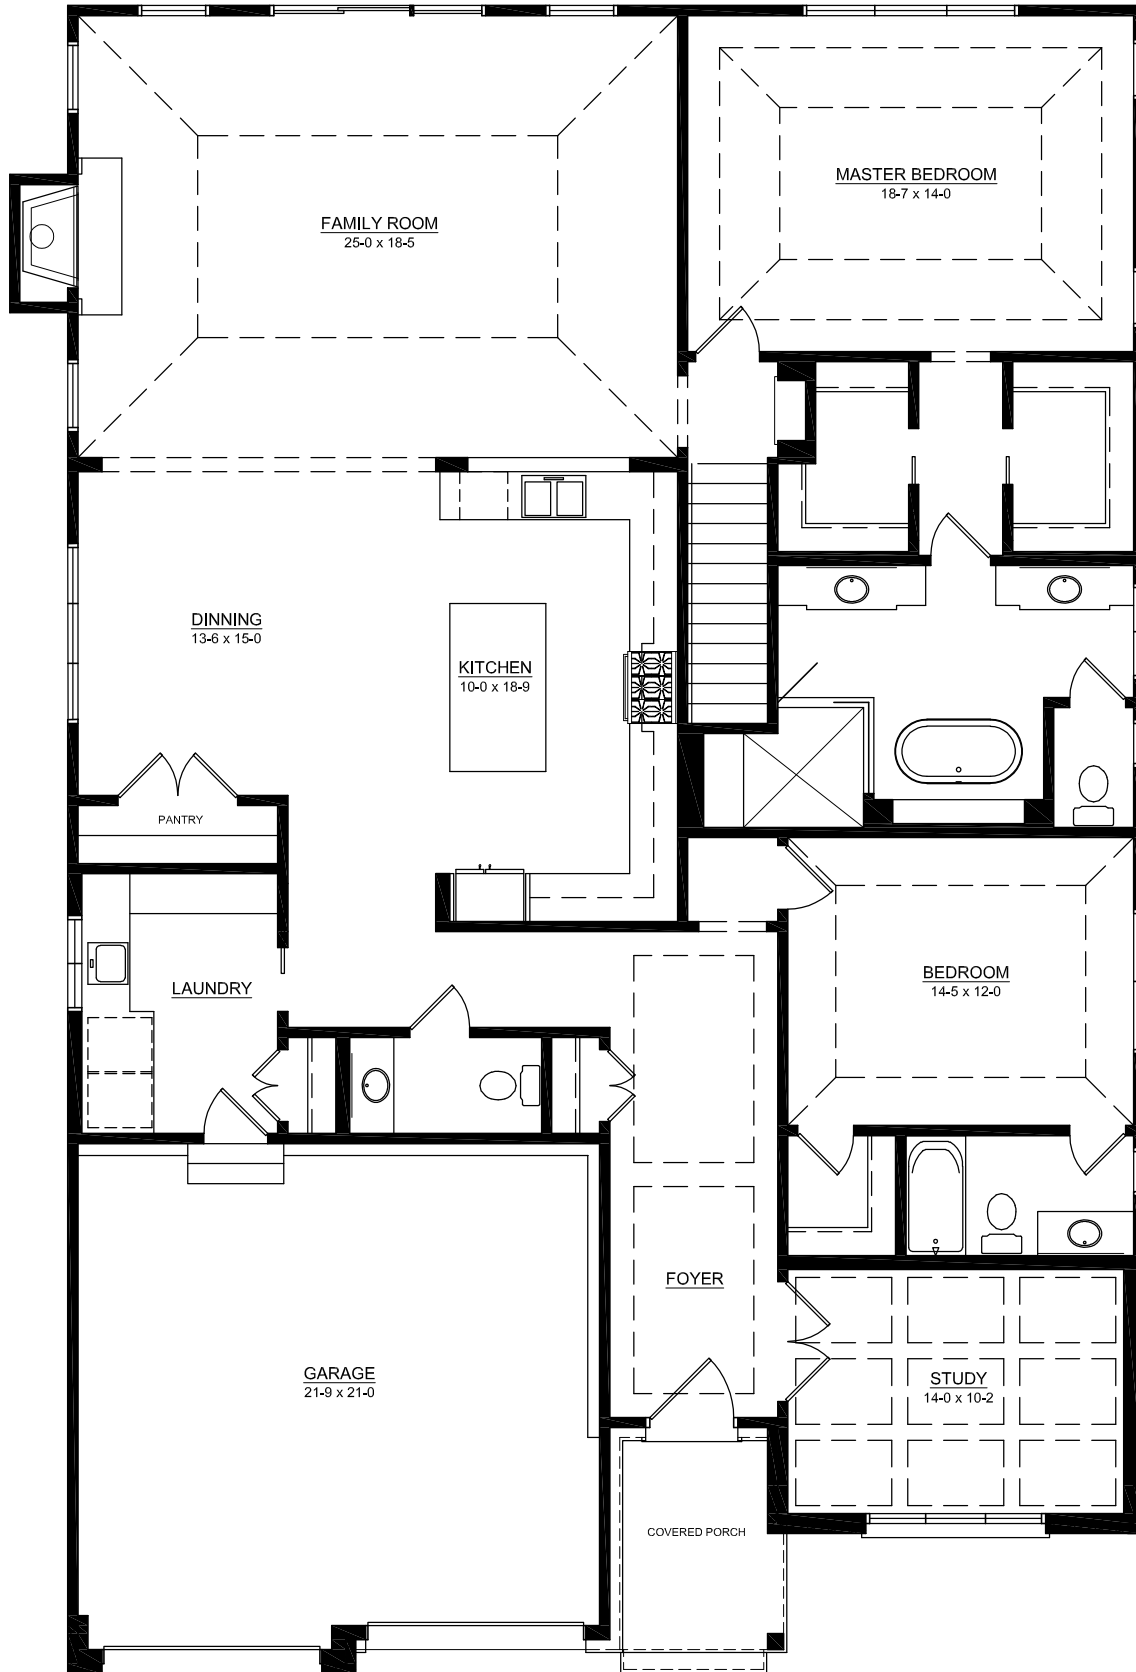 MASTER BEDROOM
18-7 x 14-0
FAMILY ROOM
25-0 x 18-5
DINNING
13-6 x 15-0
KITCHEN
10-0 x 18-9
PANTRY
BEDROOM
14-5 x 12-0
LAUNDRY
FOYER
GARAGE
21-9 x 21-0
STUDY
14-0 x 10-2
COVERED PORCH